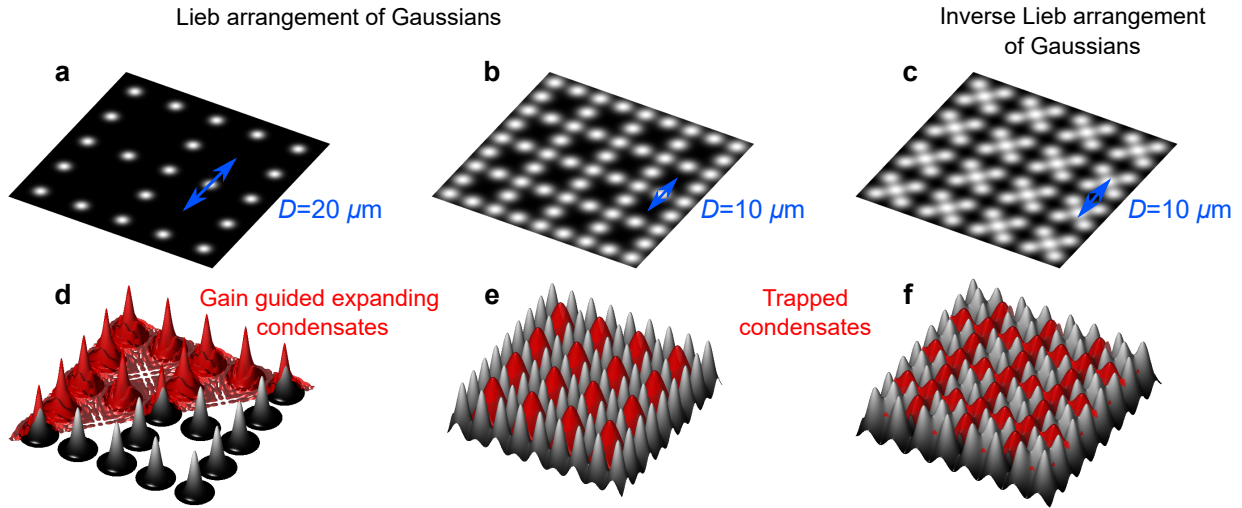 Lieb arrangement of Gaussians
Inverse Lieb arrangement
of Gaussians
a
b
c
D=20 μm
D=10 μm
D=10 μm
d
Gain guided expanding
condensates
e
Trapped
condensates
f